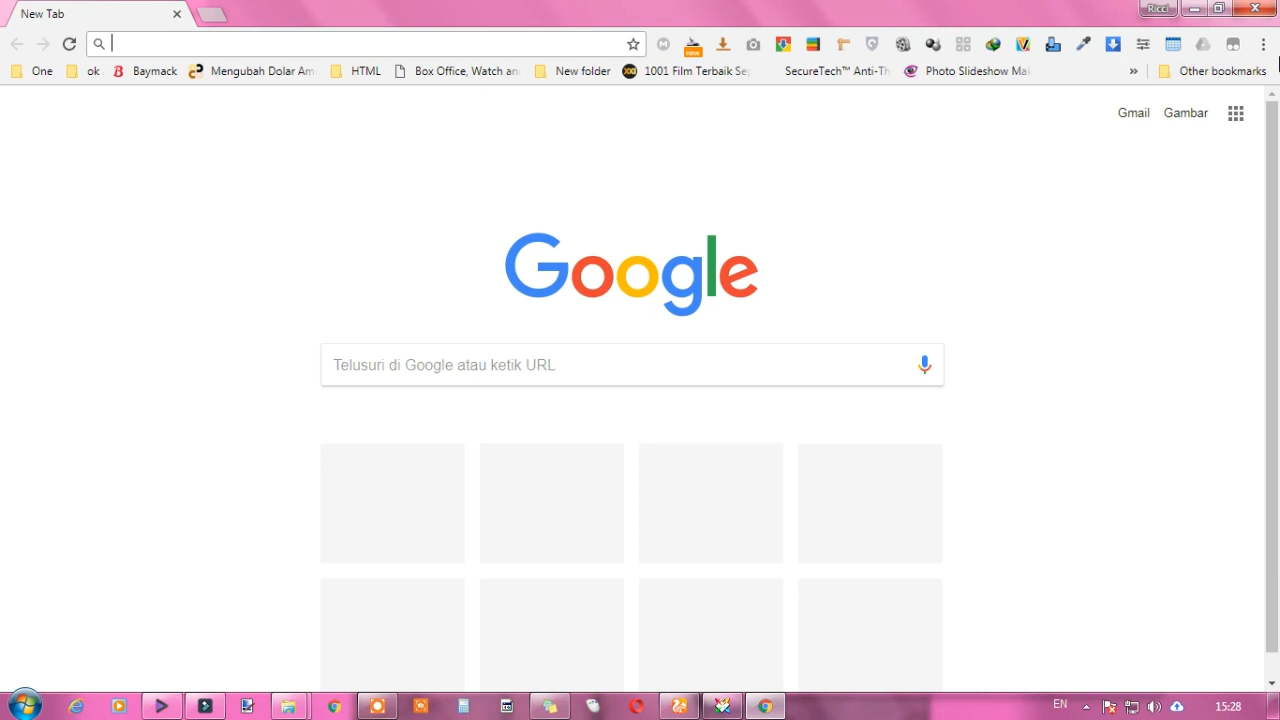 New Tab
Ricci
One ok Baymack Mengubah Dolar Am HTML Box Office, Watch an New folder 1001 Film Terbaik Se SecureTech™ Anti-Th Photo Slideshow Ma » Other bookmarks
Gmail Gambar
Google
Telusuri di Google atau ketik URL
EN 15:28